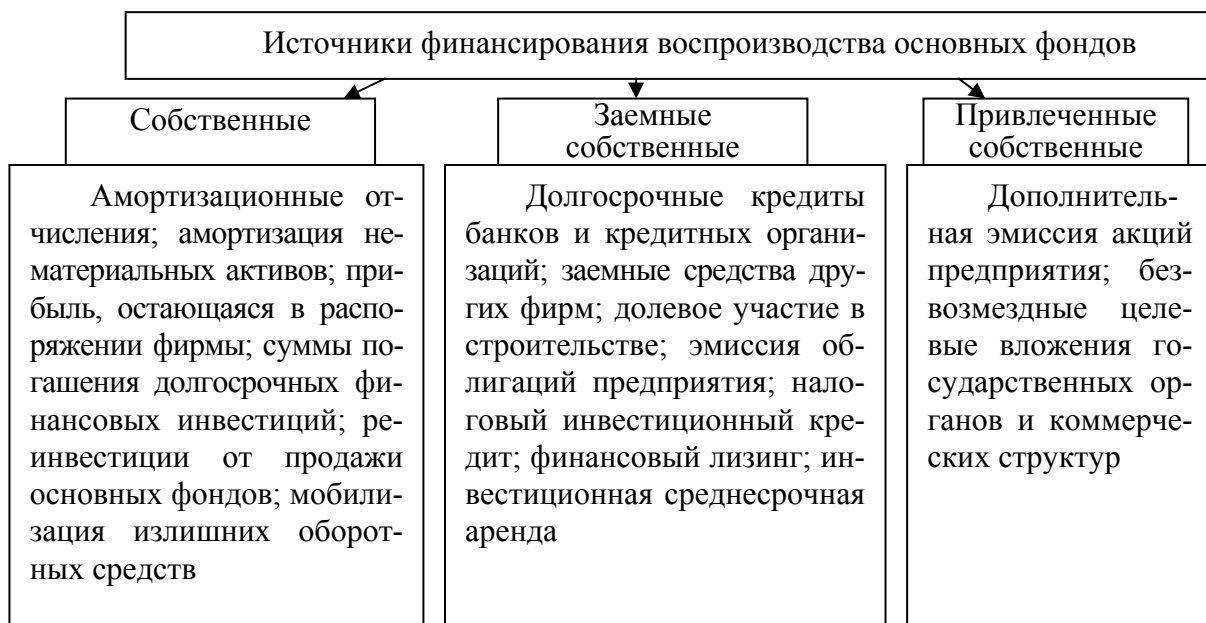 Источники финансирования воспроизводства основных фондов
Собственные
Амортизационные от-
числения; амортизация не-
материальных активов; при-
быль, остающаяся в распо-
ряжении фирмы; суммы по-
гашения долгосрочных фи-
нансовых инвестиций; ре-
инвестиции от продажи
основных фондов; мобили-
зация излишних оборот-
ных средств
Заемные
собственные
Долгосрочные кредиты
банков и кредитных органи-
заций; заемные средства дру-
гих фирм; долевое участие в
строительстве; эмиссия об-
лигаций предприятия; нало-
говый инвестиционный кре-
дит; финансовый лизинг; ин-
вестиционная среднесрочная
аренда
Привлеченные
собственные
Дополнитель-
ная эмиссия акций
предприятия; без-
возмездные целе-
вые вложения го-
сударственных ор-
ганов и коммерче-
ских структур